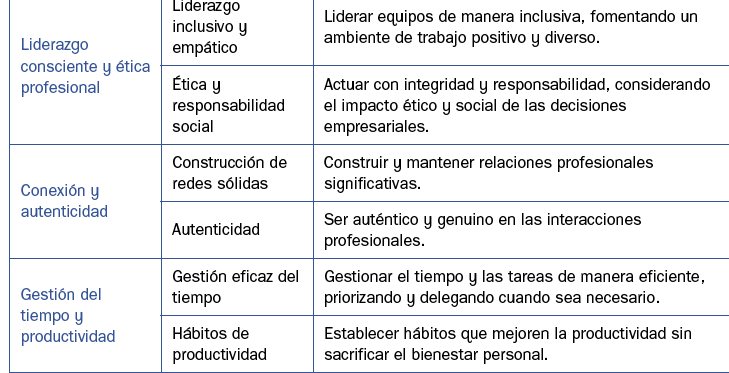 Liderazgo
consciente y ética
profesional
Liderazgo
inclusivo y
empático
Liderar equipos de manera inclusiva, fomentando un
ambiente de trabajo positivo y diverso.
Ética y
responsabilidad
social
Actuar con integridad y responsabilidad, considerando
el impacto ético y social de las decisiones
empresariales.
Conexión y
autenticidad
Construcción de
redes sólidas
Construir y mantener relaciones profesionales
significativas.
Autenticidad
Ser auténtico y genuino en las interacciones
profesionales.
Gestión del
tiempo y
productividad
Gestión eficaz del
tiempo
Gestionar el tiempo y las tareas de manera eficiente,
priorizando y delegando cuando sea necesario.
Hábitos de
productividad
Establecer hábitos que mejoren la productividad sin
sacrificar el bienestar personal.